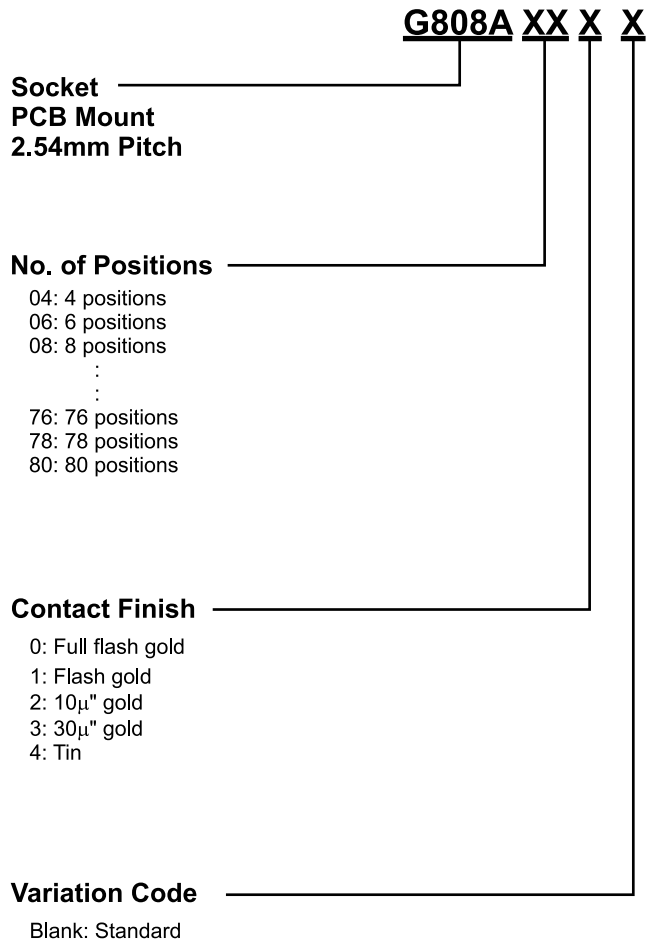 G808A XX X X
Socket
PCB Mount
2.54mm Pitch
No. of Positions
04: 4 positions
06: 6 positions
08: 8 positions
:
:
76: 76 positions
78: 78 positions
80: 80 positions
Contact Finish
0: Full flash gold
1: Flash gold
2: 10μ" gold
3: 30μ" gold
4: Tin
Variation Code
Blank: Standard